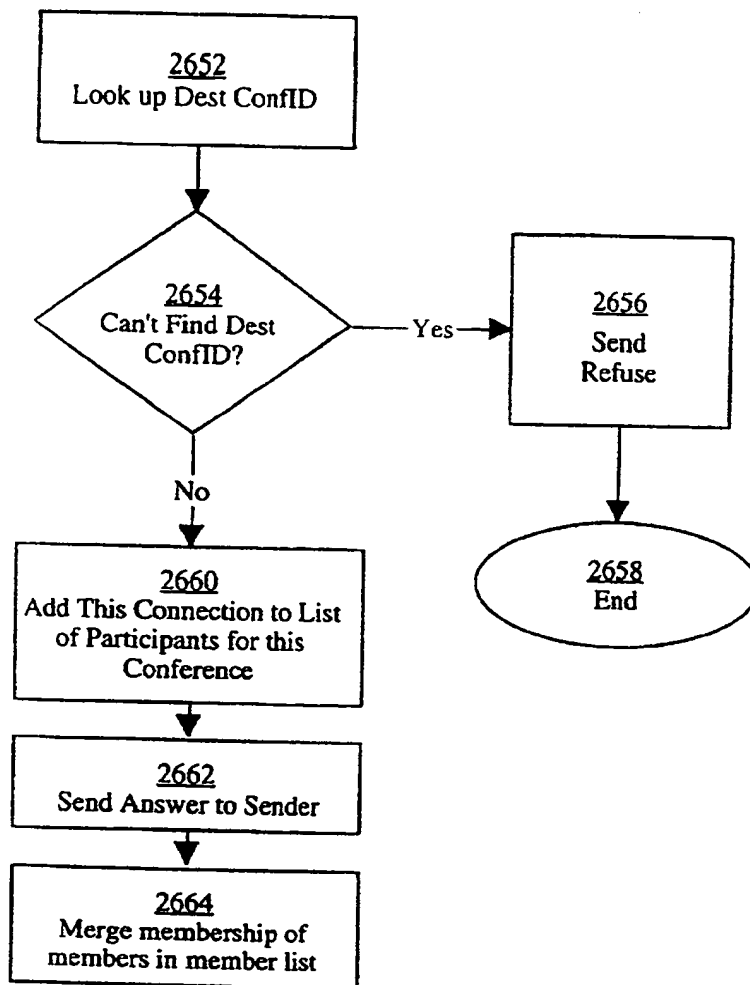 2652
Look up Dest ConfID
2654
Can't Find Dest
ConfID?
Yes
2656
Send
Refuse
No
2658
End
2660
Add This Connection to List
of Participants for this
Conference
2662
Send Answer to Sender
2664
Merge membership of
members in member list